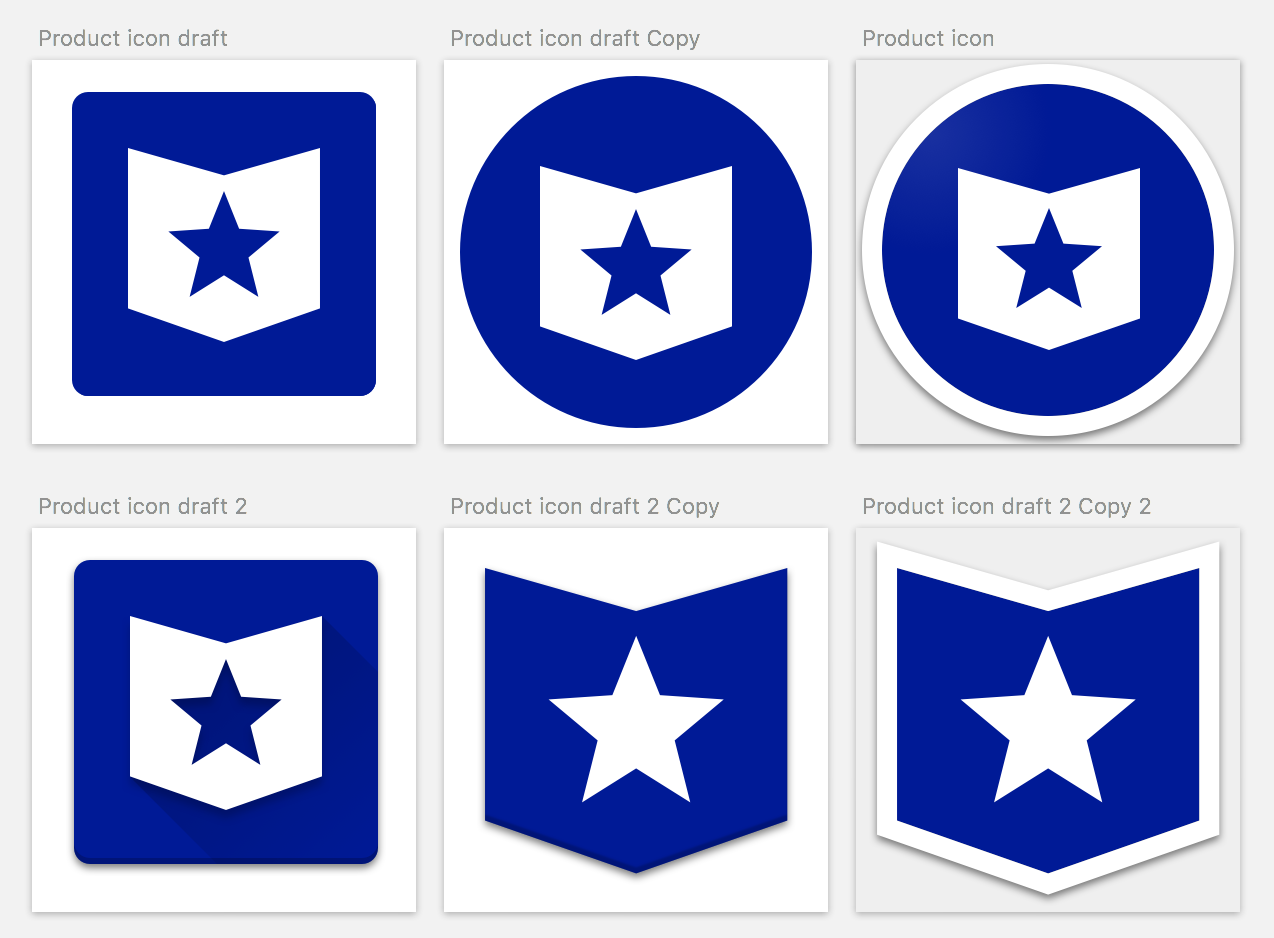 Product icon draft
Product icon draft Copy
Product icon
Product icon draft 2
Product icon draft 2 Copy
Product icon draft 2 Copy 2